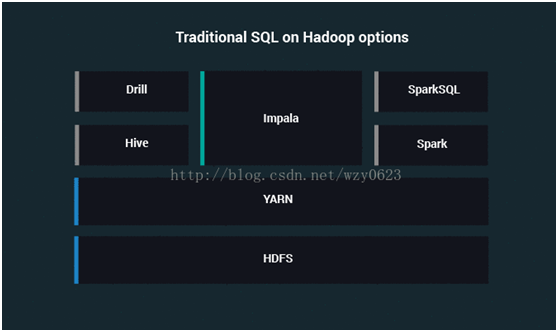 Traditional SQL on Hadoop options
Drill
Impala
SparkSQL
Hive
Spark
http://blog.csdn.net/wzy0623
YARN
HDFS